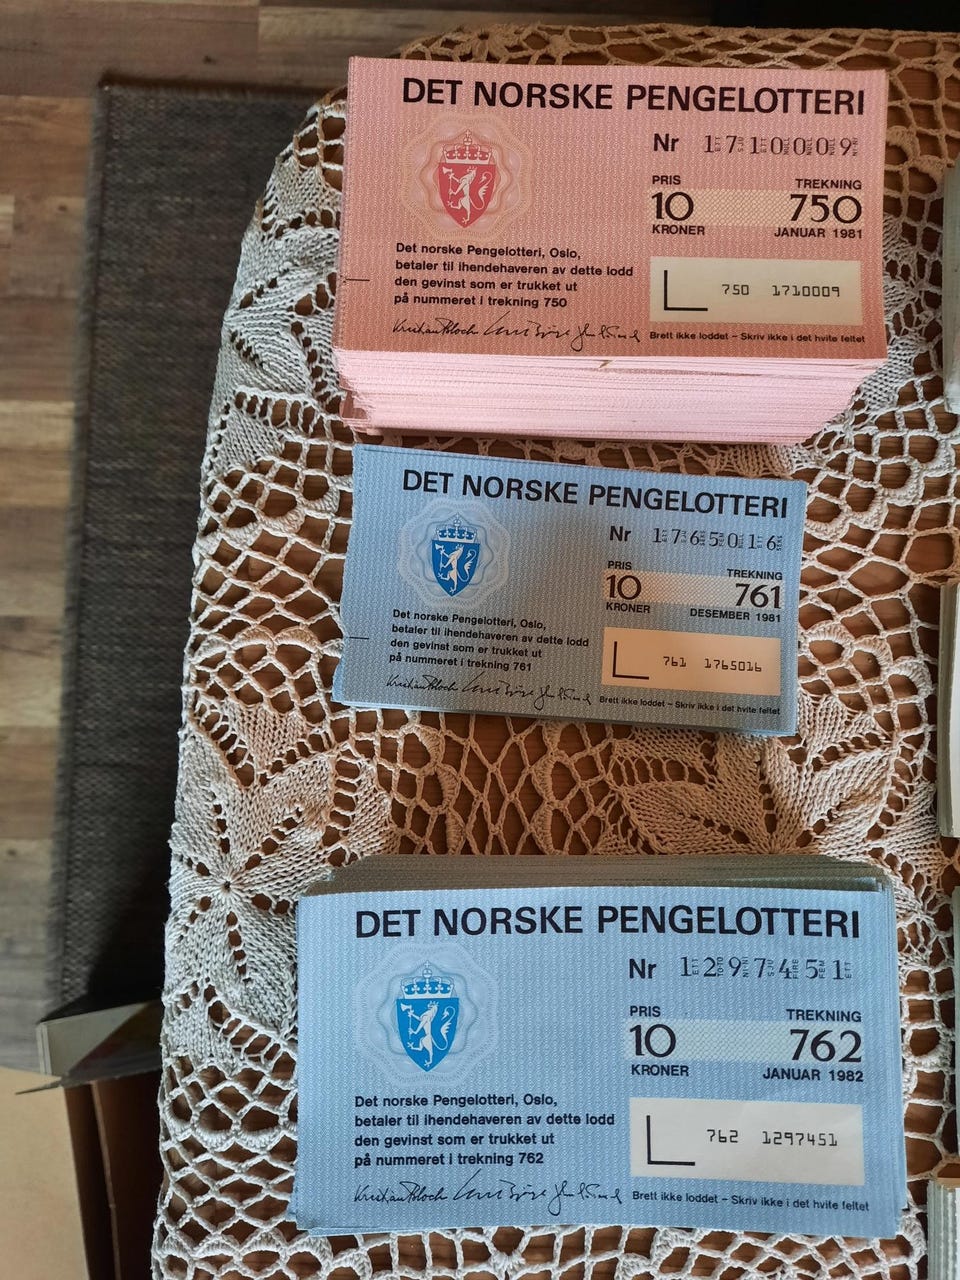 DET NORSKE PENGELOTTERI
Nr 1710009
PRIS
TREKNING
10
750
KRONER
JANUAR 1981
Det norske Pengelotteri, Oslo,
betaler til ihendehaveren av dette lodd
den gevinst som er trukket ut
på nummeret i trekning 750
750 1710009
Brett ikke loddet – Skriv ikke i det hvite feltet
DET NORSKE PENGELOTTERI
Nr 1765016
PRIS
TREKNING
10
761
KRONER
DESEMBER 1981
Det norske Pengelotteri, Oslo,
betaler til ihendehaveren av dette lodd
den gevinst som er trukket ut
på nummeret i trekning 761
761 1765016
Brett ikke loddet – Skriv ikke i det hvite feltet
DET NORSKE PENGELOTTERI
Nr 1297451
PRIS
TREKNING
10
762
KRONER
JANUAR 1982
Det norske Pengelotteri, Oslo,
betaler til ihendehaveren av dette lodd
den gevinst som er trukket ut
på nummeret i trekning 762
762 1297451
Brett ikke loddet – Skriv ikke i det hvite feltet